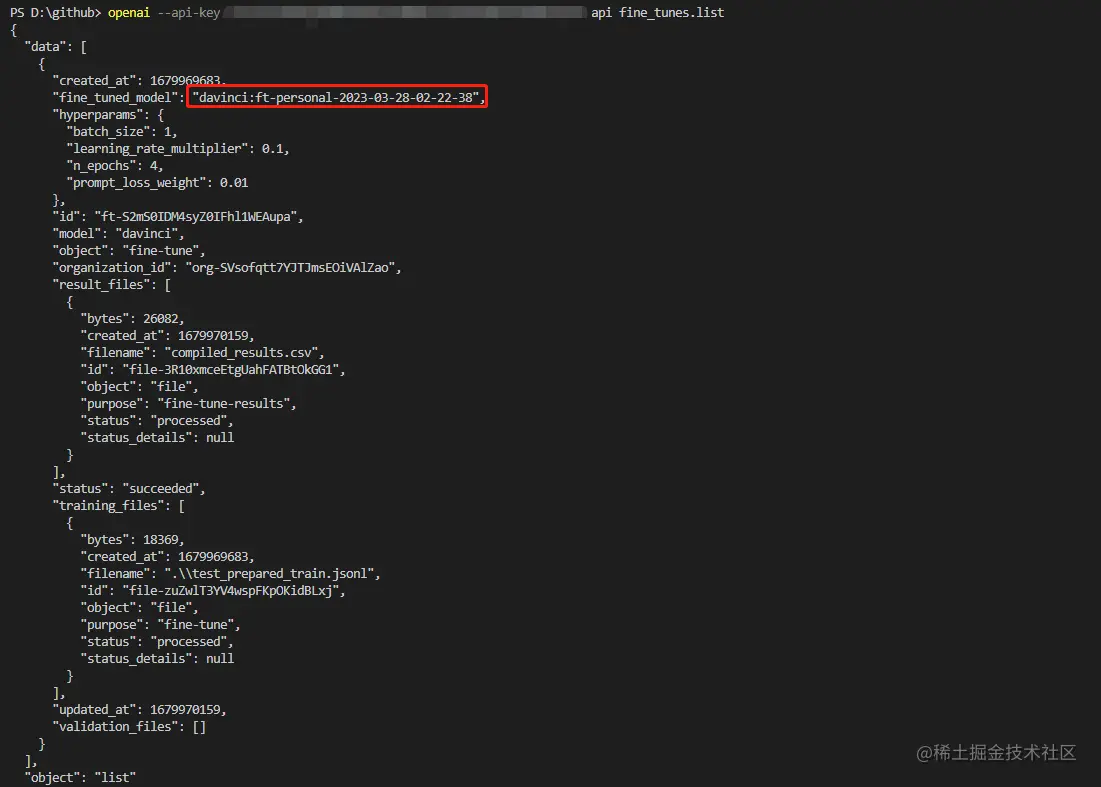 PS D:\github> openai --api-key api fine_tunes.list
{
  "data": [
    {
      "created_at": 1679969683,
      "fine_tuned_model": "davinci:ft-personal-2023-03-28-02-22-38",
      "hyperparams": {
        "batch_size": 1,
        "learning_rate_multiplier": 0.1,
        "n_epochs": 4,
        "prompt_loss_weight": 0.01
      },
      "id": "ft-S2mS0IDM4syZ0IFhl1WEAupa",
      "model": "davinci",
      "object": "fine-tune",
      "organization_id": "org-SVsofqtt7YJTJmsEOiVAlZao",
      "result_files": [
        {
          "bytes": 26082,
          "created_at": 1679970159,
          "filename": "compiled_results.csv",
          "id": "file-3R10xmceEtgUahFATBtOkGG1",
          "object": "file",
          "purpose": "fine-tune-results",
          "status": "processed",
          "status_details": null
        }
      ],
      "status": "succeeded",
      "training_files": [
        {
          "bytes": 18369,
          "created_at": 1679969683,
          "filename": ".\\test_prepared_train.jsonl",
          "id": "file-zuZwlT3YV4wspFKpOKidBLxj",
          "object": "file",
          "purpose": "fine-tune",
          "status": "processed",
          "status_details": null
        }
      ],
      "updated_at": 1679970159,
      "validation_files": []
    }
  ],
  "object": "list"
@稀土掘金技术社区